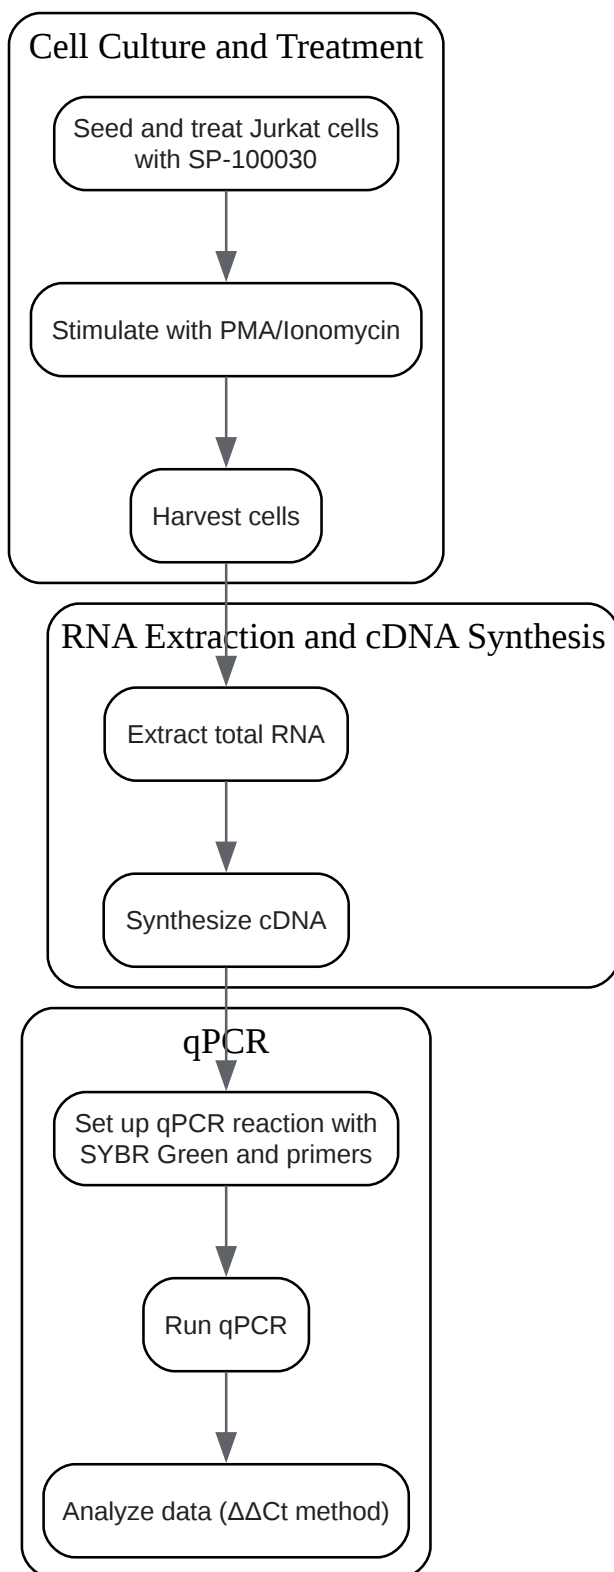 Cell Culture and Treatment
Seed and treat Jurkat cells
with SP-100030
Stimulate with PMA/Ionomycin
Harvest cells
RNA Extraction and cDNA Synthesis
Extract total RNA
Synthesize cDNA
qPCR
Set up qPCR reaction with
SYBR Green and primers
Run qPCR
Analyze data (ΔΔCt method)